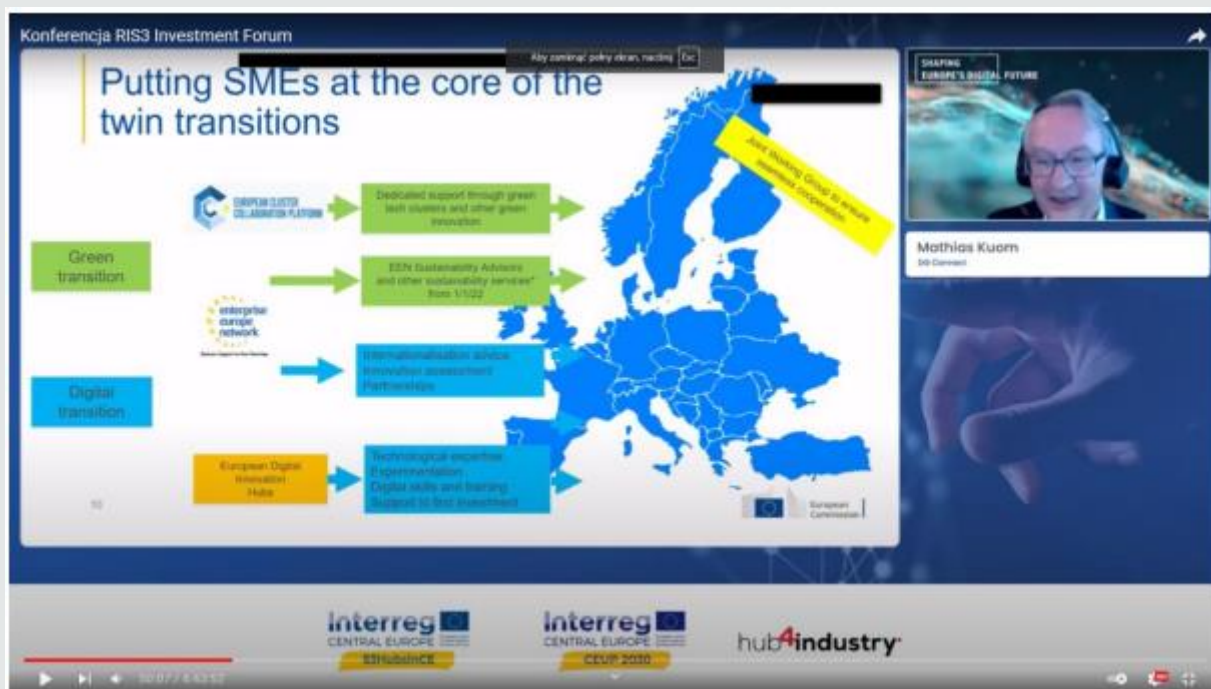 Konferencja RIS3 Investment Forum
Aby zamknąć pełny ekran, naciśnij Esc
Putting SMEs at the core of the
twin transitions
SHAPING
EUROPE'S DIGITAL FUTURE
Joint Working Group to ensure
seamless cooperation
EUROPEAN CLUSTER
COLLABORATION PLATFORM
Dedicated support through green
tech clusters and other green
innovation
Mathias Kuom
DG Connect
Green
transition
EEN Sustainability Advisors
and other sustainability services*
from 1/1/22
enterprise
europe
network
Internationalisation advice
Innovation assessment
Partnerships
Digital
transition
European Digital
Innovation
Hubs
Technological expertise
Experimentation
Digital skills and training
Support to find investment
10
European
Commission
Interreg
CENTRAL EUROPE
S3HubsinCE
Interreg
CENTRAL EUROPE
CEUP 2030
hub4industry